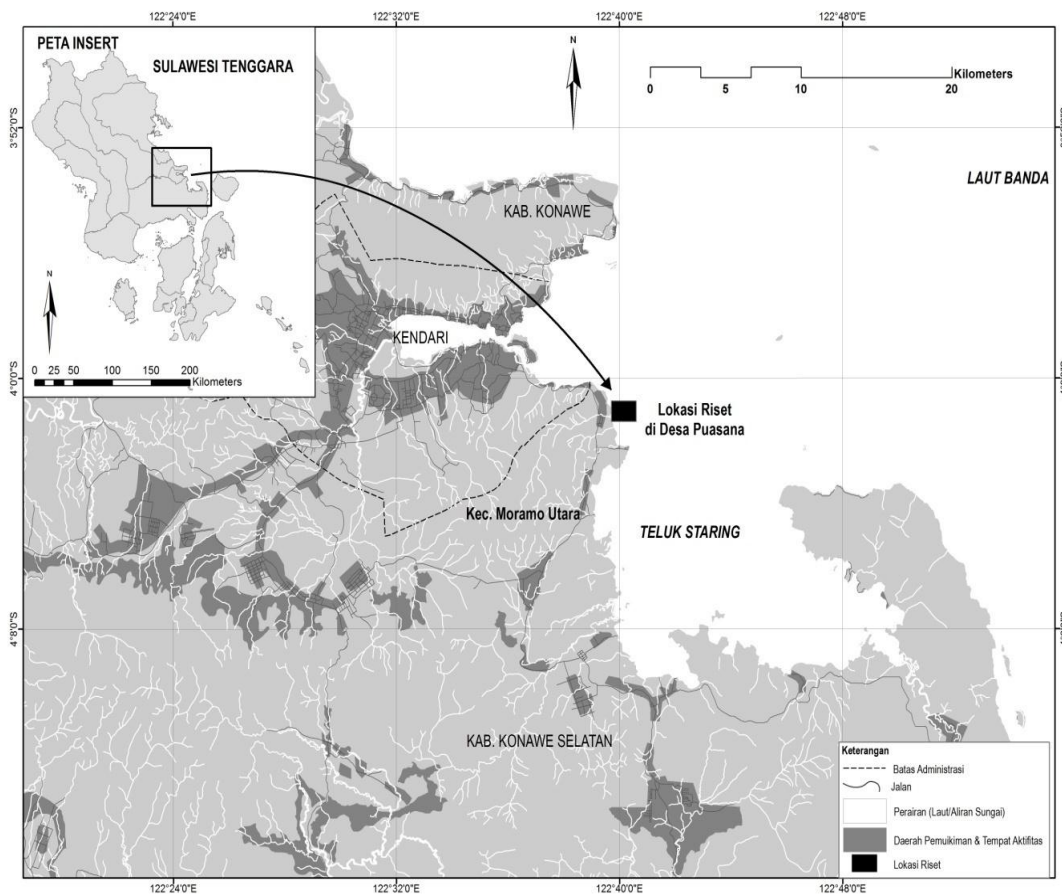 122°24'0"E
122°32'0"E
122°40'0"E
122°48'0"E
PETA INSERT
SULAWESI TENGGARA
N
0 25 50 100 150 200
Kilometers
N
Kilometers
0 5 10 20
3°52'0"S
LAUT BANDA
KAB. KONAWE
KENDARI
4°0'0"S
Lokasi Riset
di Desa Puasana
Kec. Moramo Utara
TELUK STARING
4°8'0"S
KAB. KONAWE SELATAN
Keterangan
Batas Administrasi
Jalan
Perairan (Laut/Aliran Sungai)
Daerah Pemuikiman & Tempat Aktifitas
Lokasi Riset
122°24'0"E
122°32'0"E
122°40'0"E
122°48'0"E